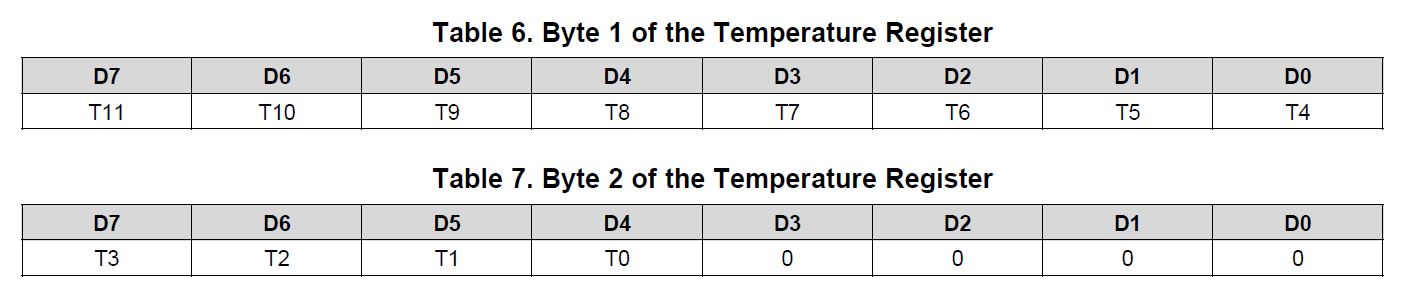 Table 6. Byte 1 of the Temperature Register
D7 D6 D5 D4 D3 D2 D1 D0
T11 T10 T9 T8 T7 T6 T5 T4
Table 7. Byte 2 of the Temperature Register
D7 D6 D5 D4 D3 D2 D1 D0
T3 T2 T1 T0 0 0 0 0